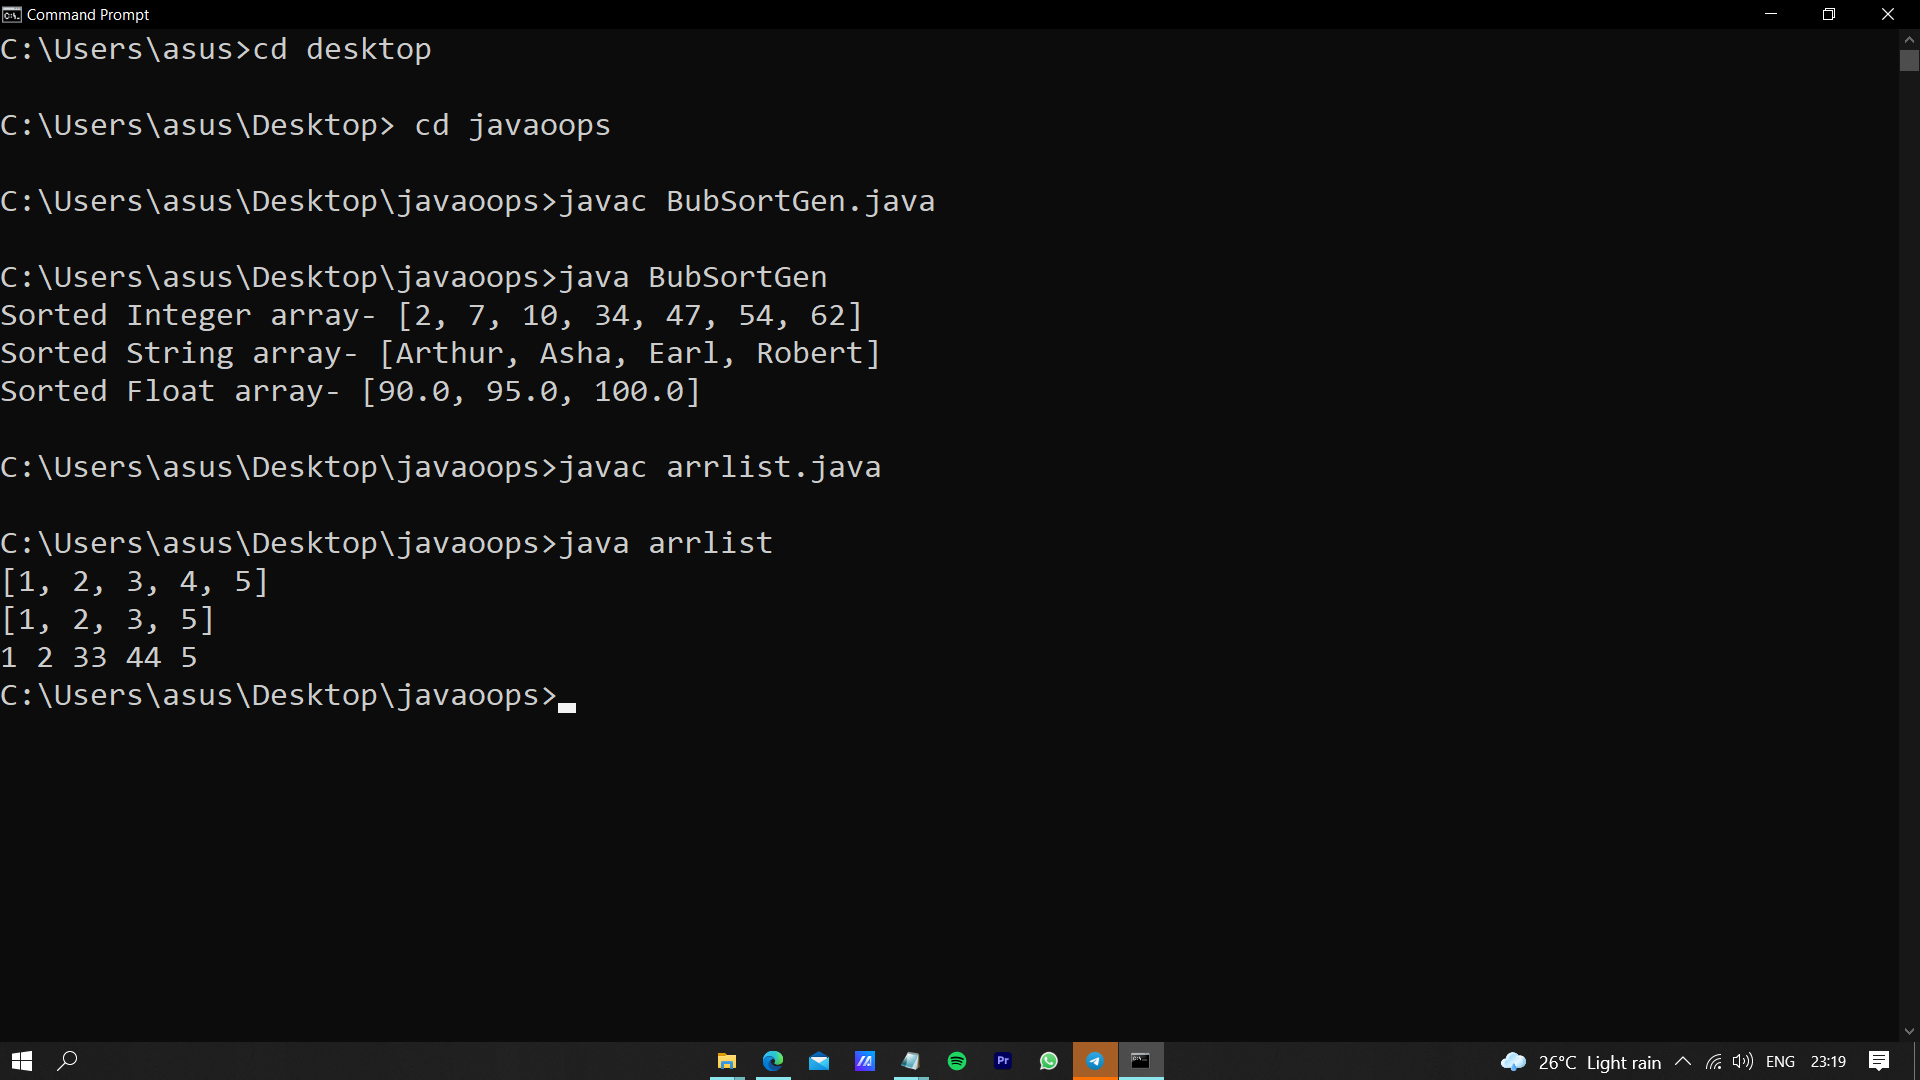 Command Prompt
C:\Users\asus>cd desktop
C:\Users\asus\Desktop> cd javaoops
C:\Users\asus\Desktop\javaoops>javac BubSortGen.java
C:\Users\asus\Desktop\javaoops>java BubSortGen
Sorted Integer array- [2, 7, 10, 34, 47, 54, 62]
Sorted String array- [Arthur, Asha, Earl, Robert]
Sorted Float array- [90.0, 95.0, 100.0]
C:\Users\asus\Desktop\javaoops>javac arrlist.java
C:\Users\asus\Desktop\javaoops>java arrlist
[1, 2, 3, 4, 5]
[1, 2, 3, 5]
1 2 33 44 5
C:\Users\asus\Desktop\javaoops>
Pr 26°C Light rain ENG 23:19